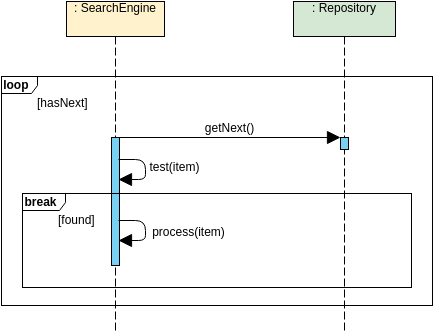 : SearchEngine
: Repository
loop
[hasNext]
getNext()
test(item)
break
[found]
process(item)